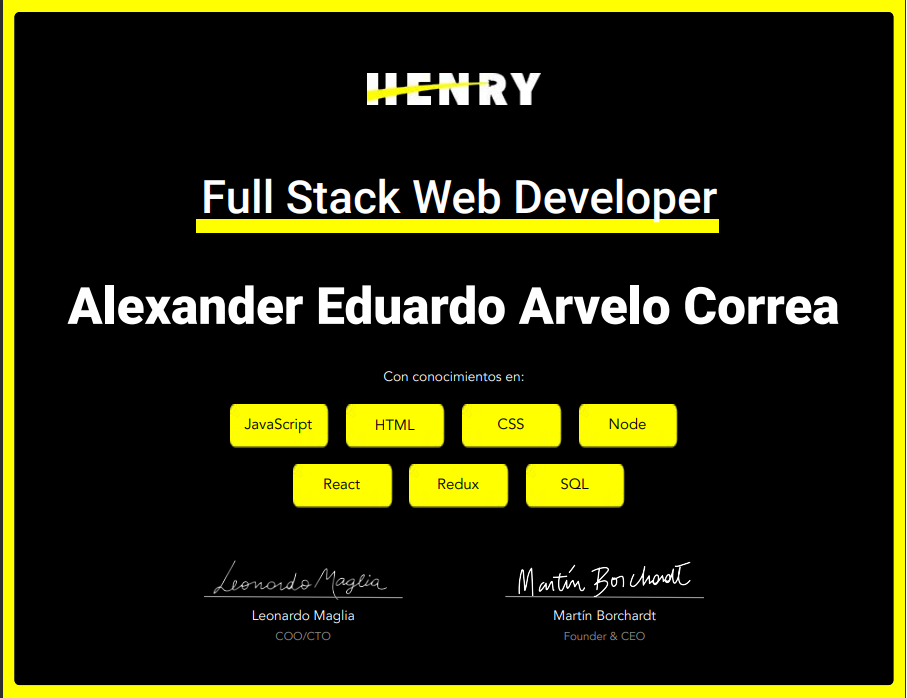 HENRY
Full Stack Web Developer
Alexander Eduardo Arvelo Correa
Con conocimientos en:
JavaScript HTML CSS Node
React Redux SQL
Leonardo Maglia Martín Borchardt
Leonardo Maglia Martín Borchardt
COO/CTO Founder & CEO